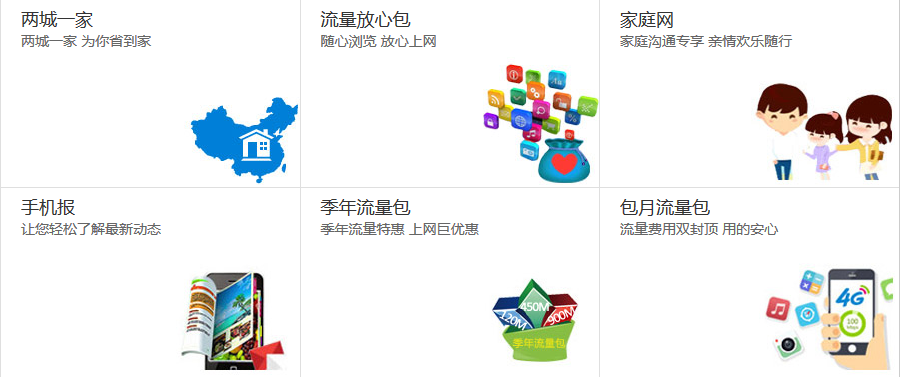 两城一家
两城一家 为你省到家
流量放心包
随心浏览 放心上网
家庭网
家庭沟通专享 亲情欢乐随行
手机报
让您轻松了解最新动态
季年流量包
季年流量特惠 上网巨优惠
120M
450M
900M
季年流量包
包月流量包
流量费用双封顶 用的安心
4G
100